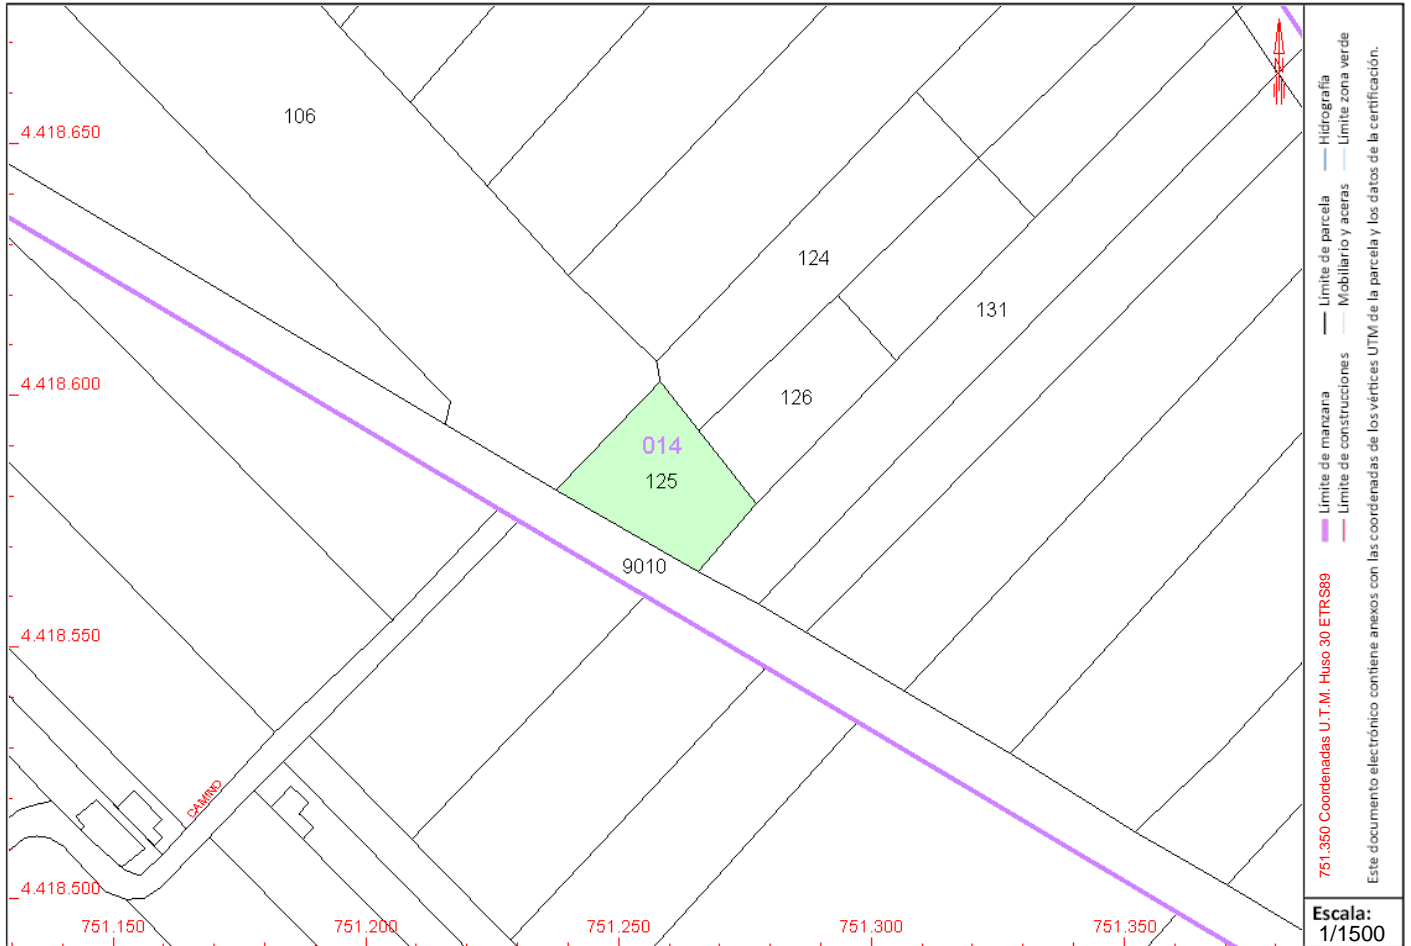 106
4.418.650
124
131
4.418.600
126
014
125
9010
4.418.550
CAMINO
4.418.500
751.150
751.200
751.250
751.300
751.350
751.350 Coordenadas U.T.M. Huso 30 ETRS89
Límite de manzana
Límite de parcela
Hidrografía
Límite de construcciones
Mobiliario y aceras
Límite zona verde
Este documento electrónico contiene anexos con las coordenadas de los vértices UTM de la parcela y los datos de la certificación.
Escala:
1/1500